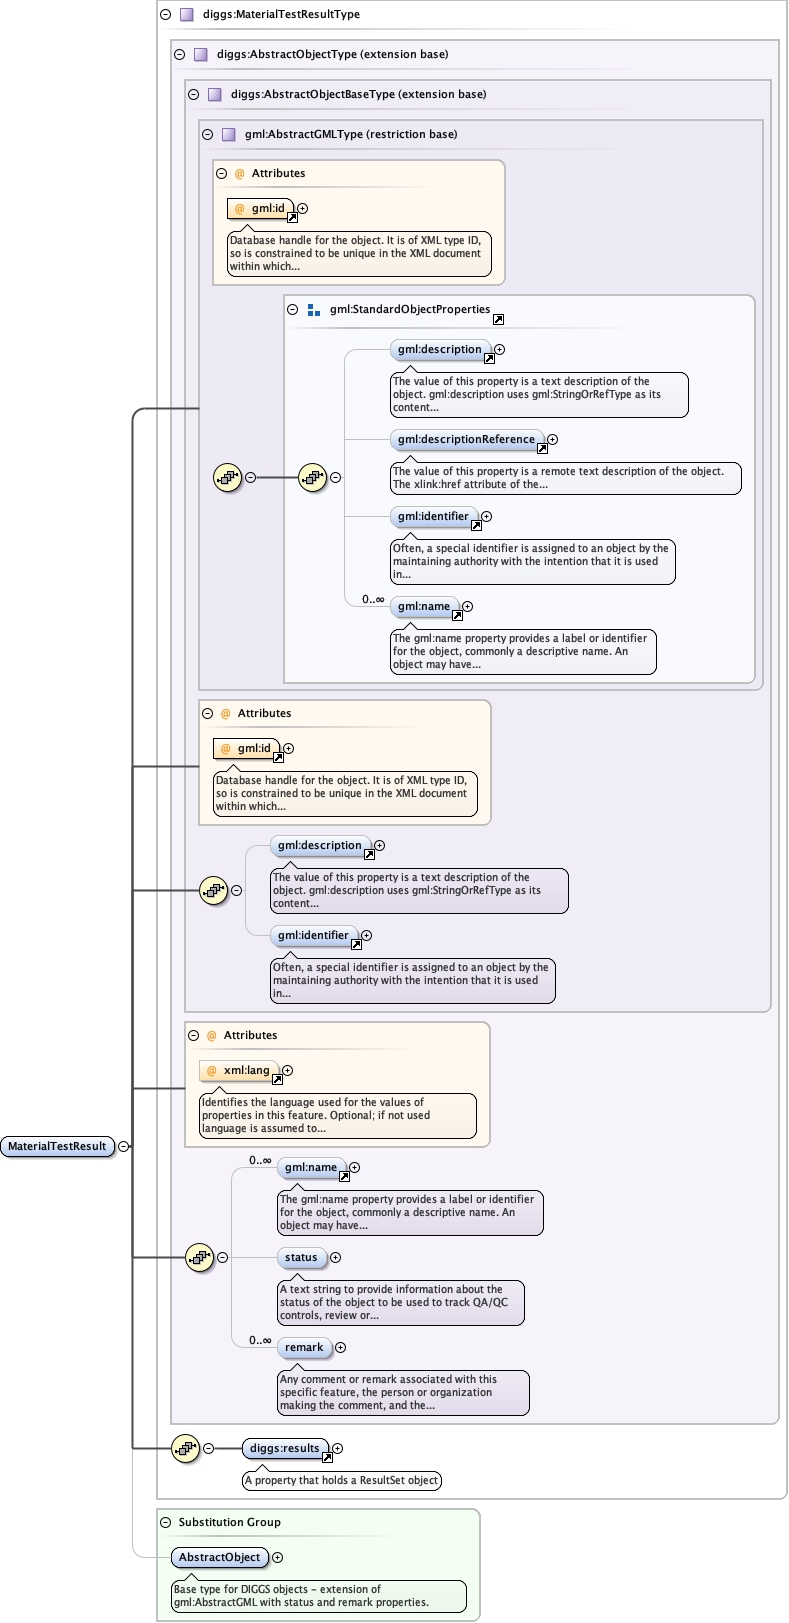 diggs:MaterialTestResultType
diggs:AbstractObjectType (extension base)
diggs:AbstractObjectBaseType (extension base)
gml:AbstractGMLType (restriction base)
@ Attributes
@ gml:id
Database handle for the object. It is of XML type ID,
so is constrained to be unique in the XML document
within which...
gml:StandardObjectProperties
gml:description
The value of this property is a text description of the
object. gml:description uses gml:StringOrRefType as its
content...
gml:descriptionReference
The value of this property is a remote text description of the object.
The xlink:href attribute of the...
gml:identifier
Often, a special identifier is assigned to an object by the
maintaining authority with the intention that it is used
in...
0..∞
gml:name
The gml:name property provides a label or identifier
for the object, commonly a descriptive name. An
object may have...
@ Attributes
@ gml:id
Database handle for the object. It is of XML type ID,
so is constrained to be unique in the XML document
within which...
gml:description
The value of this property is a text description of the
object. gml:description uses gml:StringOrRefType as its
content...
gml:identifier
Often, a special identifier is assigned to an object by the
maintaining authority with the intention that it is used
in...
@ Attributes
@ xml:lang
Identifies the language used for the values of
properties in this feature. Optional; if not used
language is assumed to...
MaterialTestResult
0..∞
gml:name
The gml:name property provides a label or identifier
for the object, commonly a descriptive name. An
object may have...
status
A text string to provide information about the
status of the object to be used to track QA/QC
controls, review or...
0..∞
remark
Any comment or remark associated with this
specific feature, the person or organization
making the comment, and the...
diggs:results
A property that holds a ResultSet object
Substitution Group
AbstractObject
Base type for DIGGS objects – extension of
gml:AbstractGML with status and remark properties.